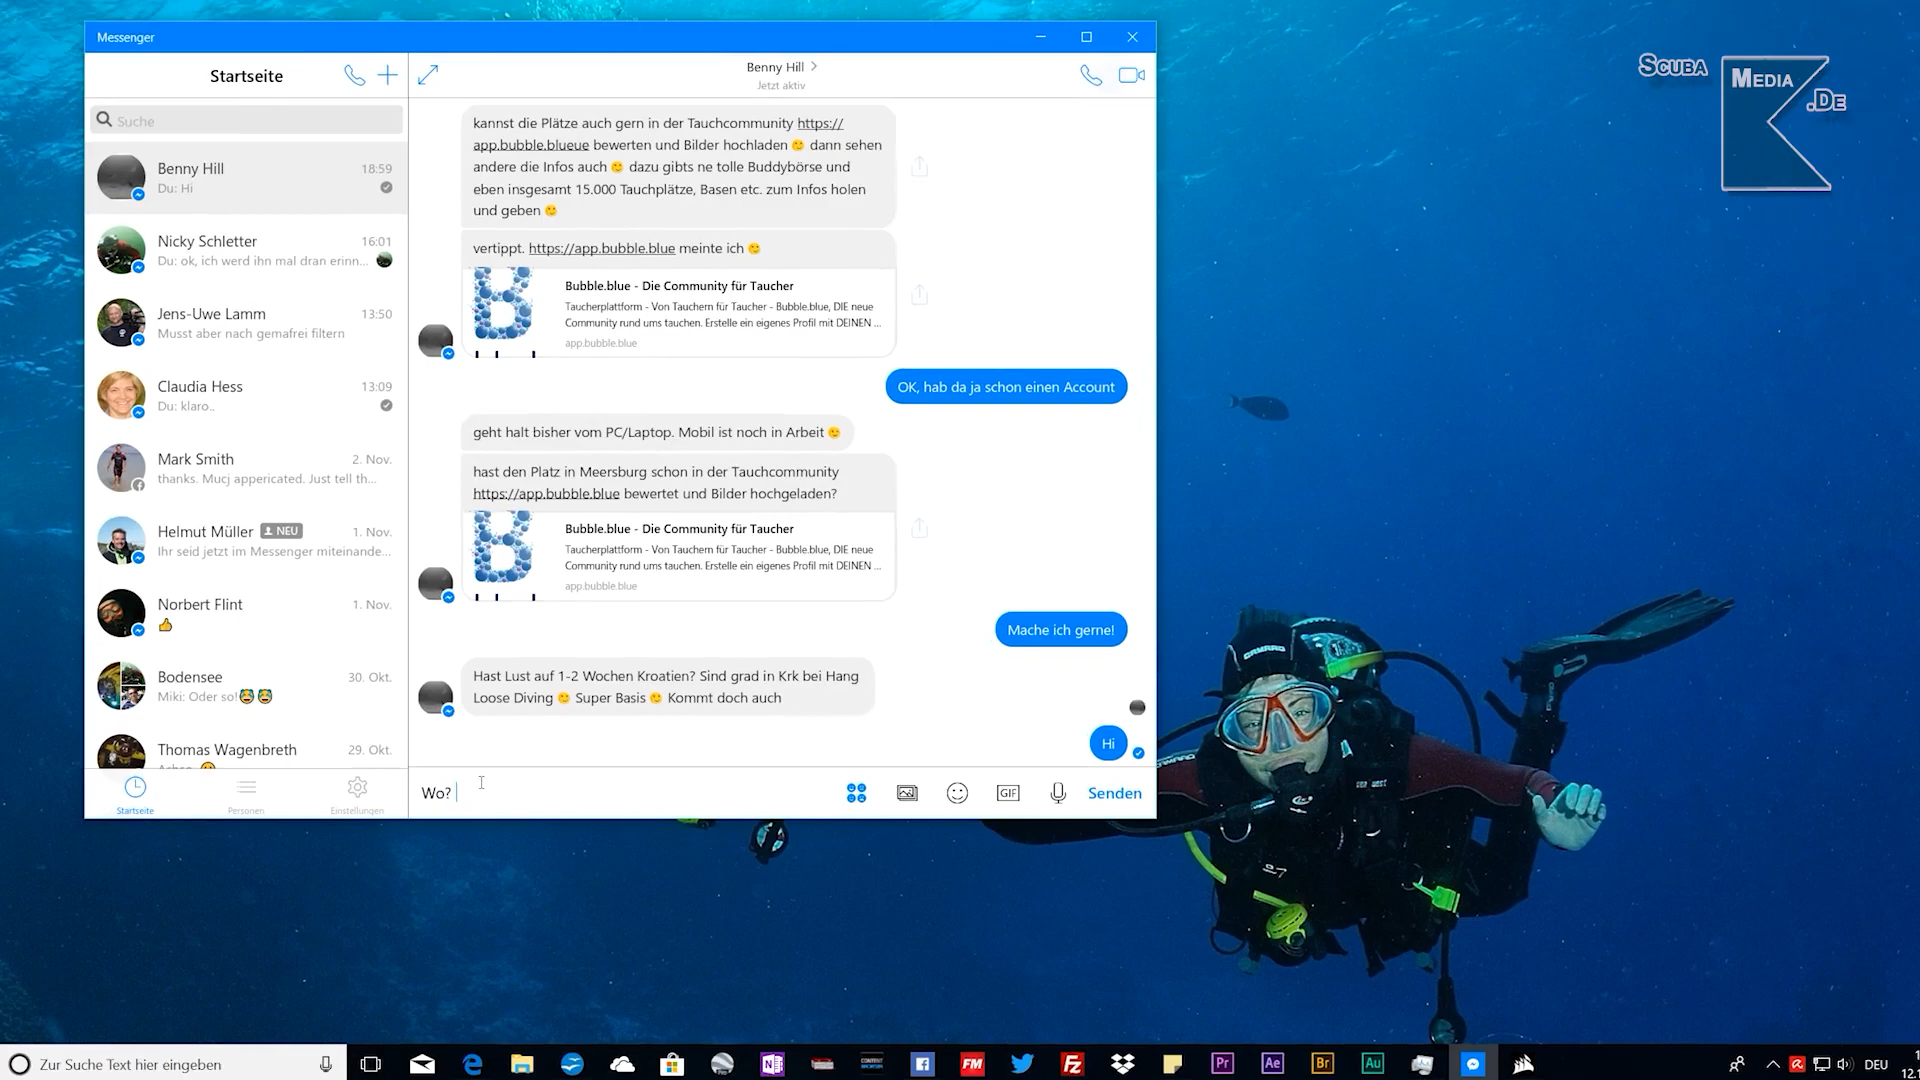 Messenger
Startseite
Suche
Benny Hill
18:59
Du: Hi
Nicky Schletter
16:01
Du: ok, ich werd ihn mal dran erinn...
Jens-Uwe Lamm
13:50
Musst aber nach gemafrei filtern
Claudia Hess
13:09
Du: klaro..
Mark Smith
2. Nov.
thanks. Mucj appericated. Just tell th...
Helmut Müller
NEU
1. Nov.
Ihr seid jetzt im Messenger miteinande...
Norbert Flint
1. Nov.
Bodensee
30. Okt.
Miki: Oder so!
Thomas Wagenbreth
29. Okt.
Startseite
Personen
Einstellungen
Benny Hill
Jetzt aktiv
kannst die Plätze auch gern in der Tauchcommunity https://
app.bubble.blueue bewerten und Bilder hochladen 🙂 dann sehen
andere die Infos auch 🙂 dazu gibts ne tolle Buddybörse und
eben insgesamt 15.000 Tauchplätze, Basen etc. zum Infos holen
und geben 🙂
vertippt. https://app.bubble.blue meinte ich 🙂
B
Bubble.blue - Die Community für Taucher
Taucherplattform - Von Tauchern für Taucher - Bubble.blue, DIE neue
Community rund ums tauchen. Erstelle ein eigenes Profil mit DEINEN ...
app.bubble.blue
OK, hab da ja schon einen Account
geht halt bisher vom PC/Laptop. Mobil ist noch in Arbeit 🙂
hast den Platz in Meersburg schon in der Tauchcommunity
https://app.bubble.blue bewertet und Bilder hochgeladen?
B
Bubble.blue - Die Community für Taucher
Taucherplattform - Von Tauchern für Taucher - Bubble.blue, DIE neue
Community rund ums tauchen. Erstelle ein eigenes Profil mit DEINEN ...
app.bubble.blue
Mache ich gerne!
Hast Lust auf 1-2 Wochen Kroatien? Sind grad in Krk bei Hang
Loose Diving 🙂 Super Basis 🙂 Kommt doch auch
Hi
Wo?
GIF
Senden
Scuba
Media
.De
CAMARO
Zur Suche Text hier eingeben
FM
Pr
Ae
Br
Au
DEU